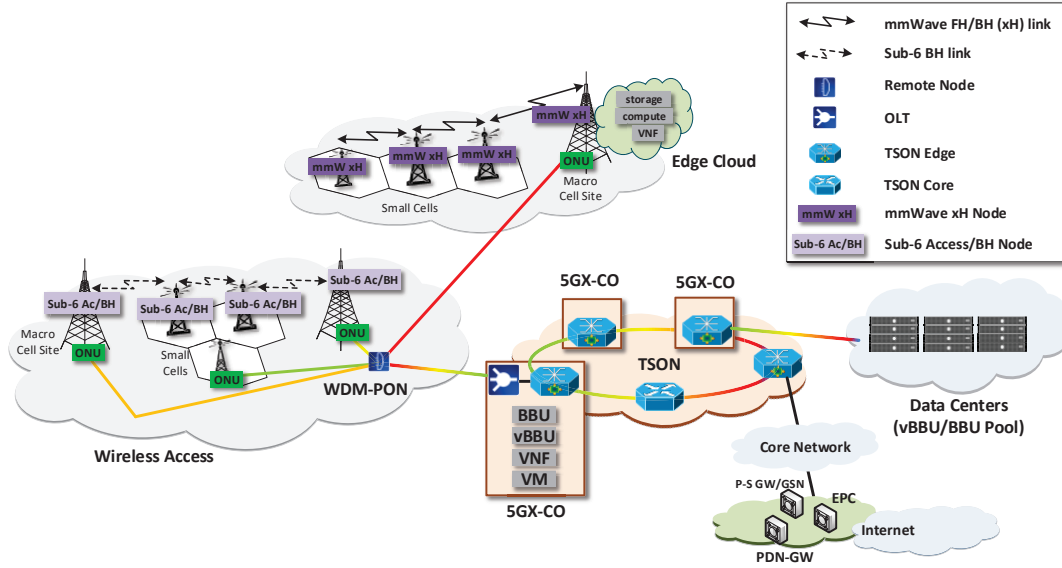 mmWave FH/BH (xH) link
Sub-6 BH link
Remote Node
OLT
TSON Edge
TSON Core
mmW xH
mmWave xH Node
Sub-6 Ac/BH
Sub-6 Access/BH Node
storage
compute
VNF
Edge Cloud
mmW xH
mmW xH
mmW xH
mmW xH
ONU
Macro
Cell Site
Small Cells
Sub-6 Ac/BH
Sub-6 Ac/BH
Sub-6 Ac/BH
Sub-6 Ac/BH
Macro
Cell Site
ONU
Small
Cells
ONU
ONU
WDM-PON
Wireless Access
5GX-CO
5GX-CO
TSON
BBU
vBBU
VNF
VM
5GX-CO
Data Centers
(vBBU/BBU Pool)
Core Network
P-S GW/GSN
EPC
PDN-GW
Internet